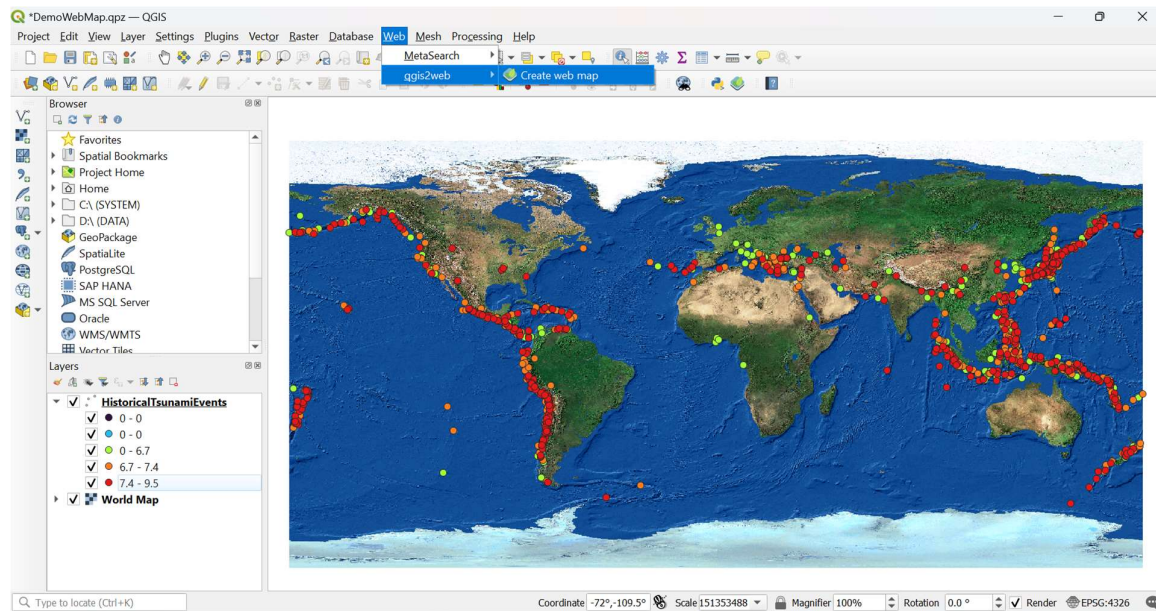 *DemoWebMap.qpz — QGIS
Project Edit View Layer Settings Plugins Vector Raster Database Web Mesh Processing Help
MetaSearch
qgis2web
Create web map
Browser
Favorites
Spatial Bookmarks
Project Home
Home
C:\ (SYSTEM)
D:\ (DATA)
GeoPackage
SpatiaLite
PostgreSQL
SAP HANA
MS SQL Server
Oracle
WMS/WMTS
Vector Tiles
Layers
HistoricalTsunamiEvents
0 - 0
0 - 0
0 - 6.7
6.7 - 7.4
7.4 - 9.5
World Map
Type to locate (Ctrl+K)
Coordinate -72°,-109.5° Scale 151353488 Magnifier 100% Rotation 0.0 ° Render EPSG:4326